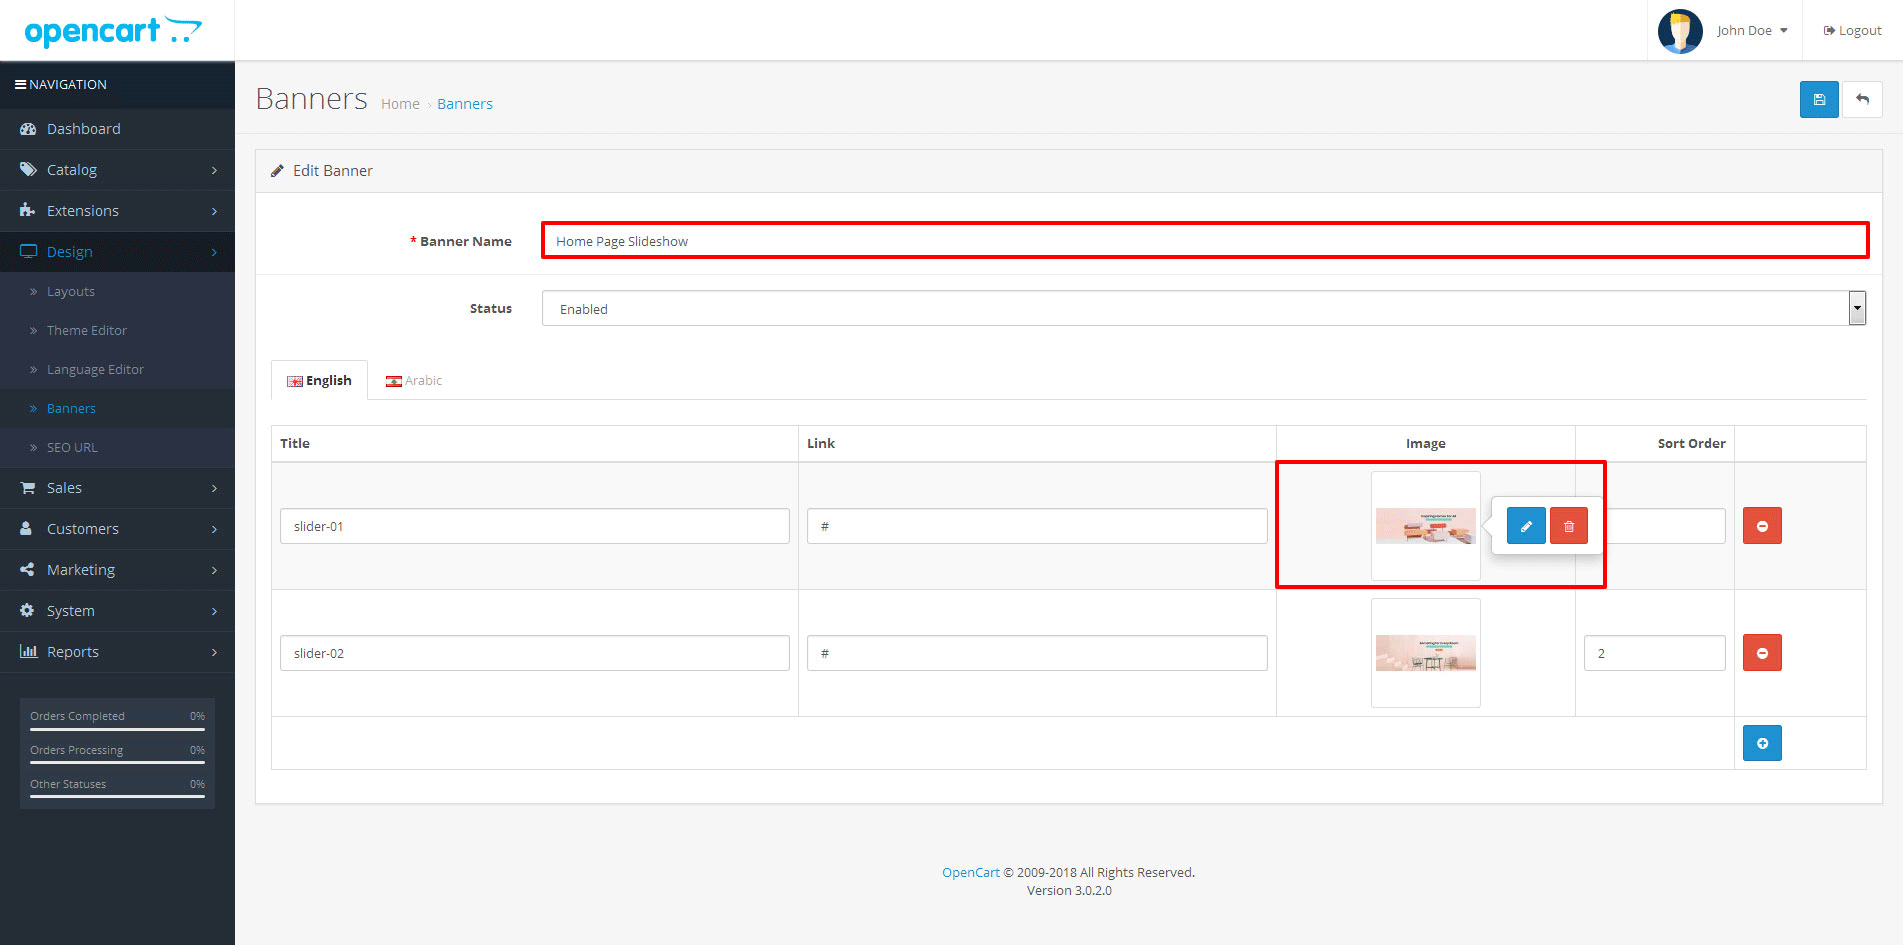 opencart
John Doe
Logout
NAVIGATION
Dashboard
Catalog
Extensions
Design
Layouts
Theme Editor
Language Editor
Banners
SEO URL
Sales
Customers
Marketing
System
Reports
Orders Completed 0%
Orders Processing 0%
Other Statuses 0%
Banners Home › Banners
Edit Banner
* Banner Name Home Page Slideshow
Status Enabled
English Arabic
Title Link Image Sort Order
slider-01 #
slider-02 # 2
OpenCart © 2009-2018 All Rights Reserved.
Version 3.0.2.0